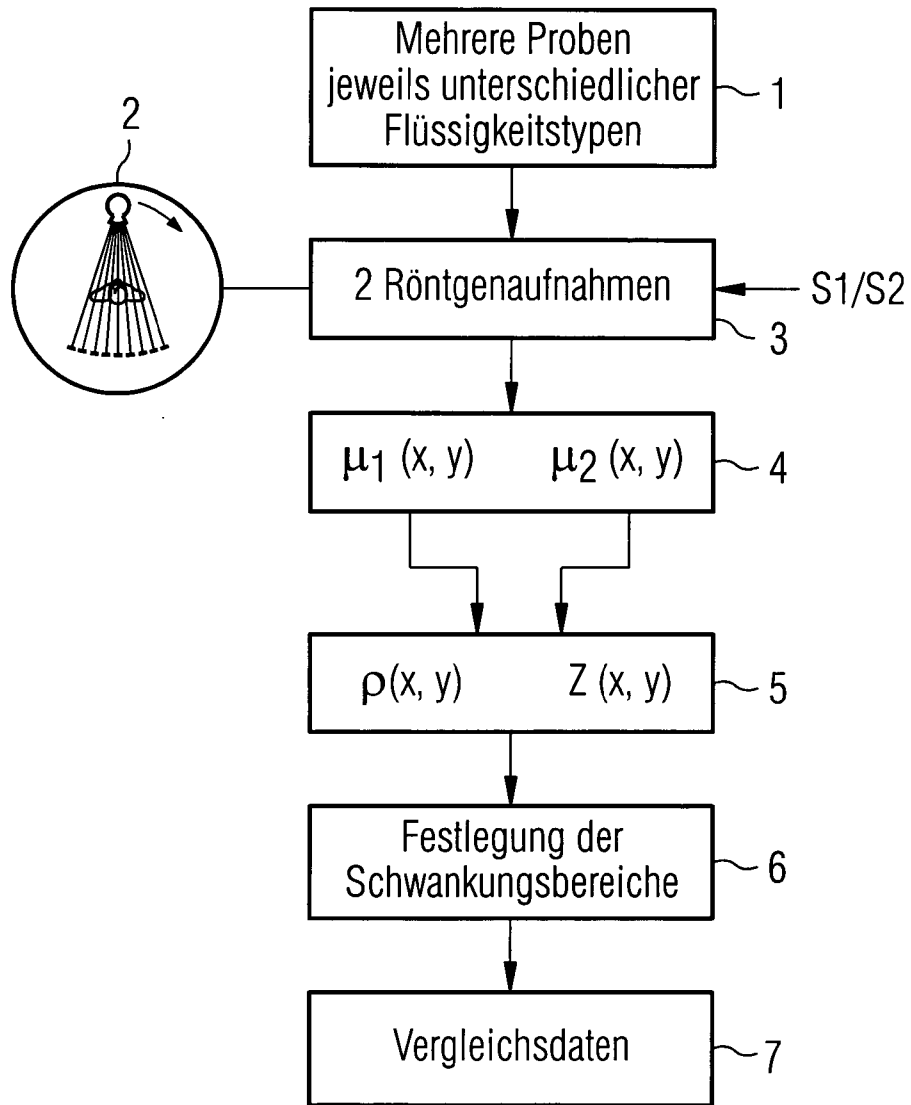 Mehrere Proben
jeweils unterschiedlicher
Flüssigkeitstypen
1
2
2 Röntgenaufnahmen
S1/S2
3
μ1 (x, y) μ2 (x, y)
4
ρ(x, y) Z (x, y)
5
Festlegung der
Schwankungsbereiche
6
Vergleichsdaten
7